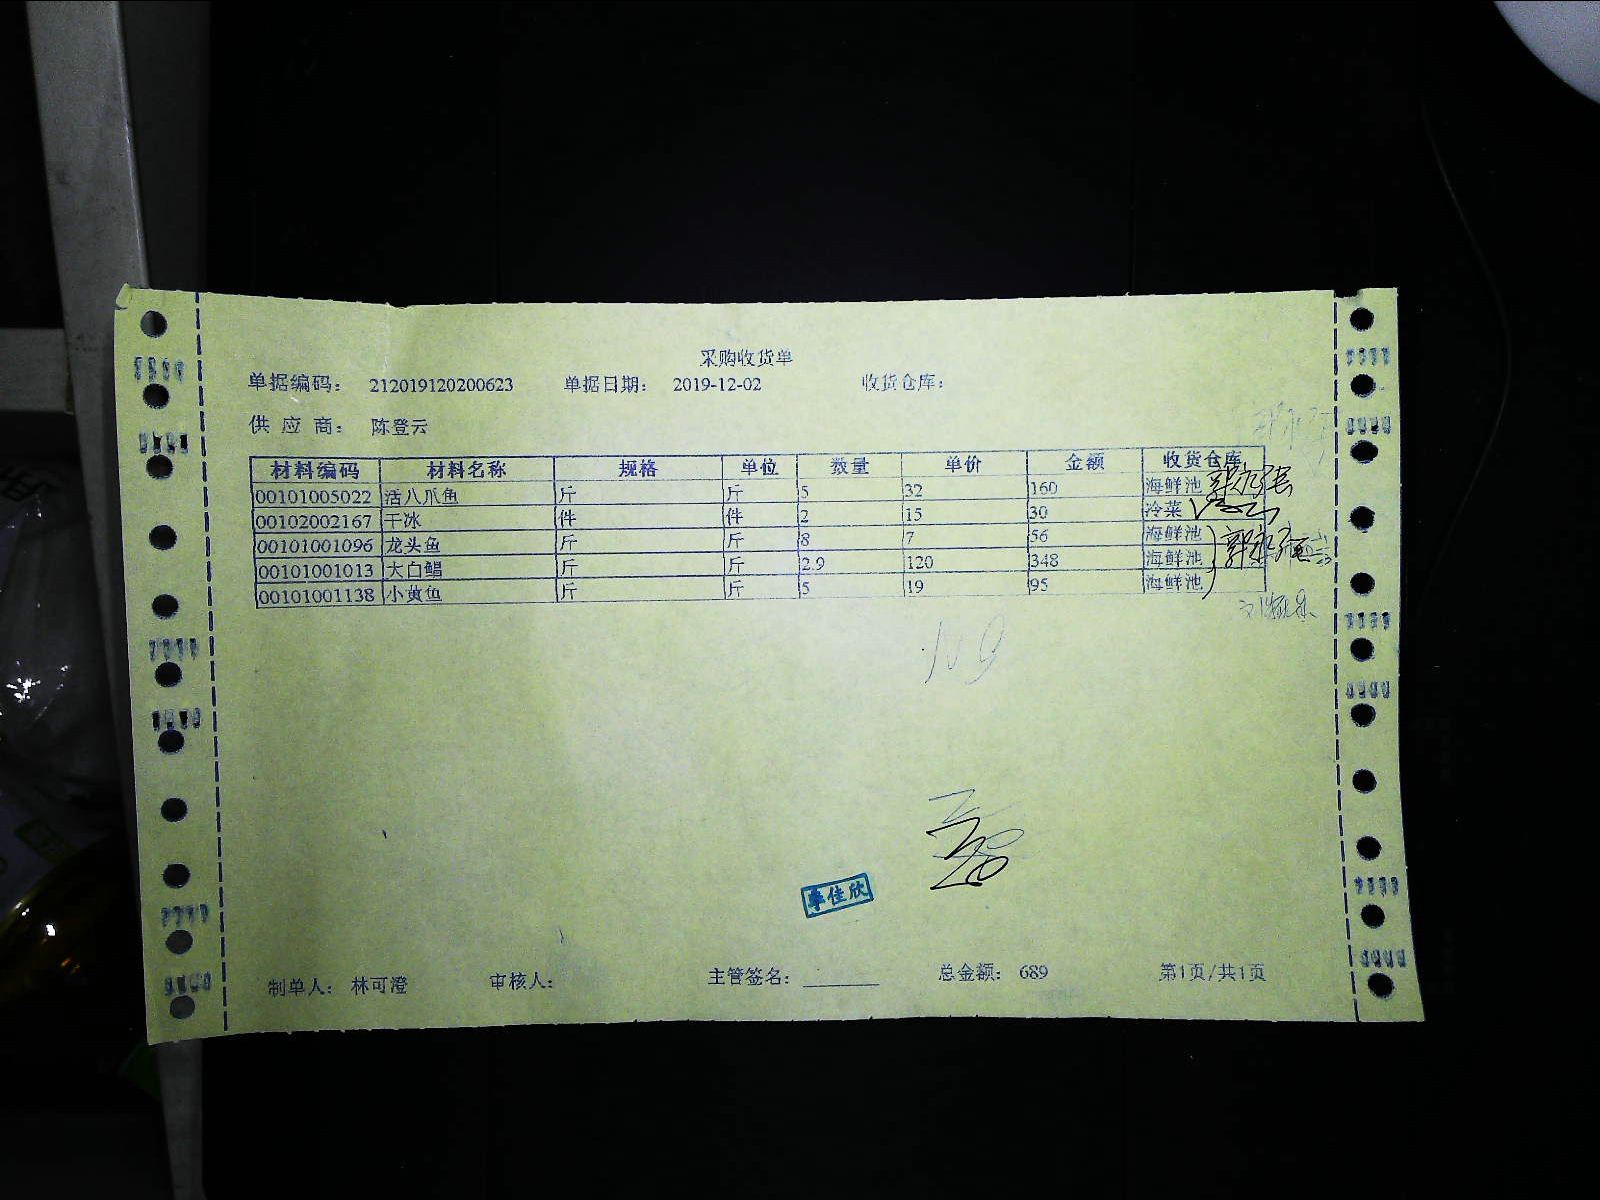 采购收货单
单据编码： 212019120200623 单据日期： 2019-12-02 收货仓库：
供 应 商： 陈登云
材料编码 材料名称 规格 单位 数量 单价 金额 收货仓库
00101005022 活八爪鱼 斤 斤 5 32 160 海鲜池
00102002167 干冰 件 件 2 15 30 冷菜
00101001096 龙头鱼 斤 斤 8 7 56 海鲜池
00101001013 大白鲳 斤 斤 2.9 120 348 海鲜池
00101001138 小黄鱼 斤 斤 5 19 95 海鲜池
李佳欣
制单人： 林可澄 审核人： 主管签名： 总金额： 689 第1页/共1页